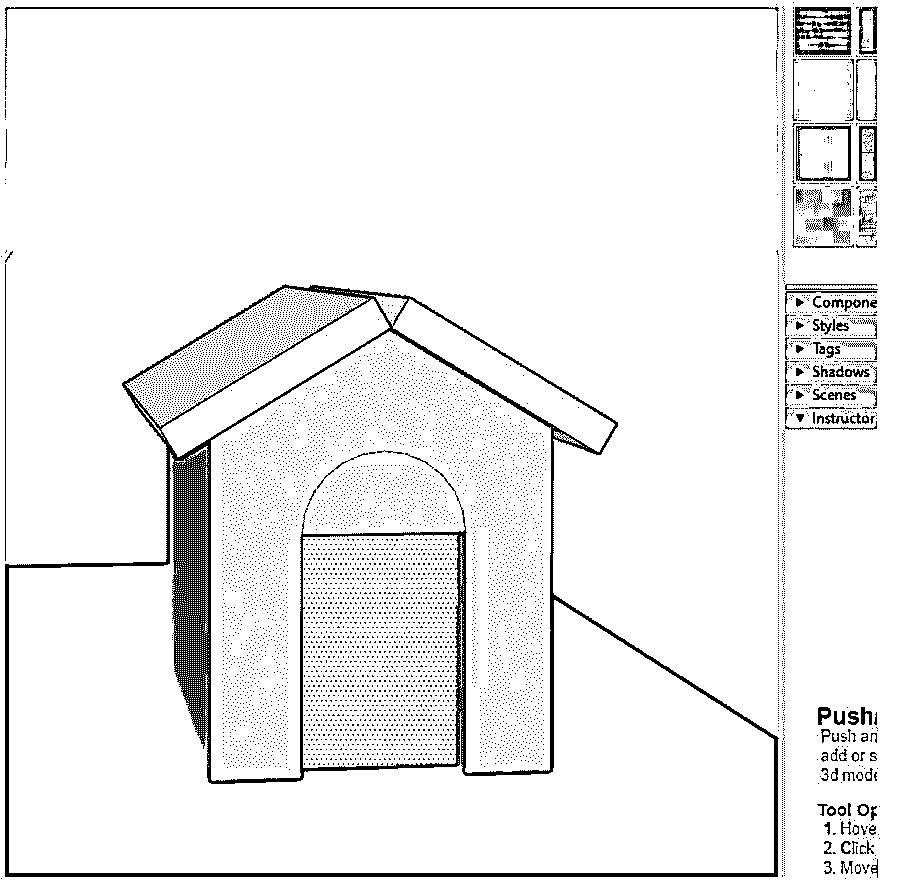 Compone
Styles
Tags
Shadows
Scenes
Instructor
Push/
Push an
add or s
3d mode
Tool Op
1. Hove
2. Click
3. Move